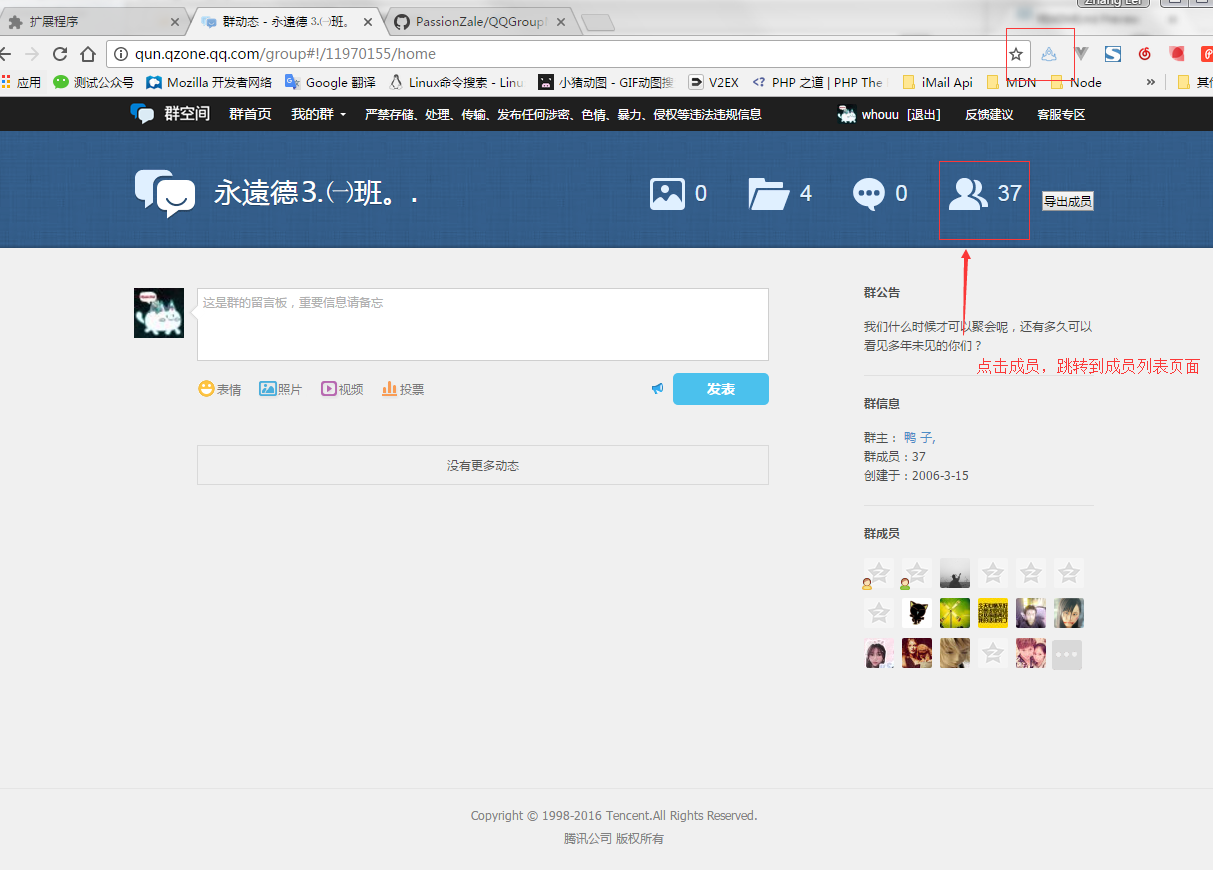 Zhang Lei
扩展程序
群动态 - 永遠德 3.㈠班。
PassionZale/QQGroup
qun.qzone.qq.com/group#!/11970155/home
应用
测试公众号
Mozilla 开发者网络
Google 翻译
Linux命令搜索 - Linu
小猪动图 - GIF动图搜
V2EX
PHP 之道 | PHP The
iMail Api
MDN
Node
»
其他
群空间
群首页
我的群
严禁存储、处理、传输、发布任何涉密、色情、暴力、侵权等违法违规信息
whouu [退出]
反馈建议
客服专区
永遠德 3.㈠班。.
0
4
0
37
导出成员
这是群的留言板，重要信息请备忘
表情
照片
视频
投票
发表
没有更多动态
群公告
我们什么时候才可以聚会呢，还有多久可以
看见多年未见的你们？
点击成员，跳转到成员列表页面
群信息
群主： 鸭 子,
群成员：37
创建于：2006-3-15
群成员
Copyright © 1998-2016 Tencent.All Rights Reserved.
腾讯公司 版权所有